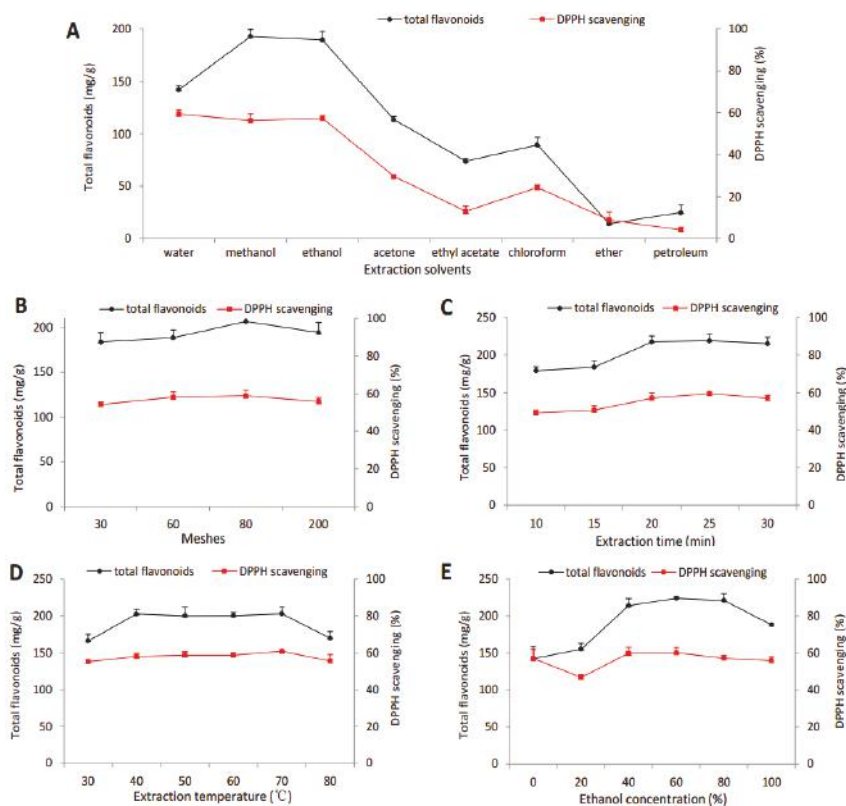 A
total flavonoids
DPPH scavenging
Total flavonoids (mg/g)
200
150
100
50
0
DPPH scavenging (%)
100
80
60
40
20
0
water methanol ethanol acetone ethyl acetate chloroform ether petroleum
Extraction solvents
B
total flavonoids
DPPH scavenging
Total flavonoids (mg/g)
200
150
100
50
0
DPPH scavenging (%)
100
80
60
40
20
0
30 60 80 200
Meshes
C
total flavonoids
DPPH scavenging
Total flavonoids (mg/g)
250
200
150
100
50
0
DPPH scavenging (%)
100
80
60
40
20
0
10 15 20 25 30
Extraction time (min)
D
total flavonoids
DPPH scavenging
Total flavonoids (mg/g)
250
200
150
100
50
0
DPPH scavenging (%)
100
80
60
40
20
0
30 40 50 60 70 80
Extraction temperature (℃)
E
total flavonoids
DPPH scavenging
Total flavonoids (mg/g)
250
200
150
100
50
0
DPPH scavenging (%)
100
80
60
40
20
0
0 20 40 60 80 100
Ethanol concentration (%)